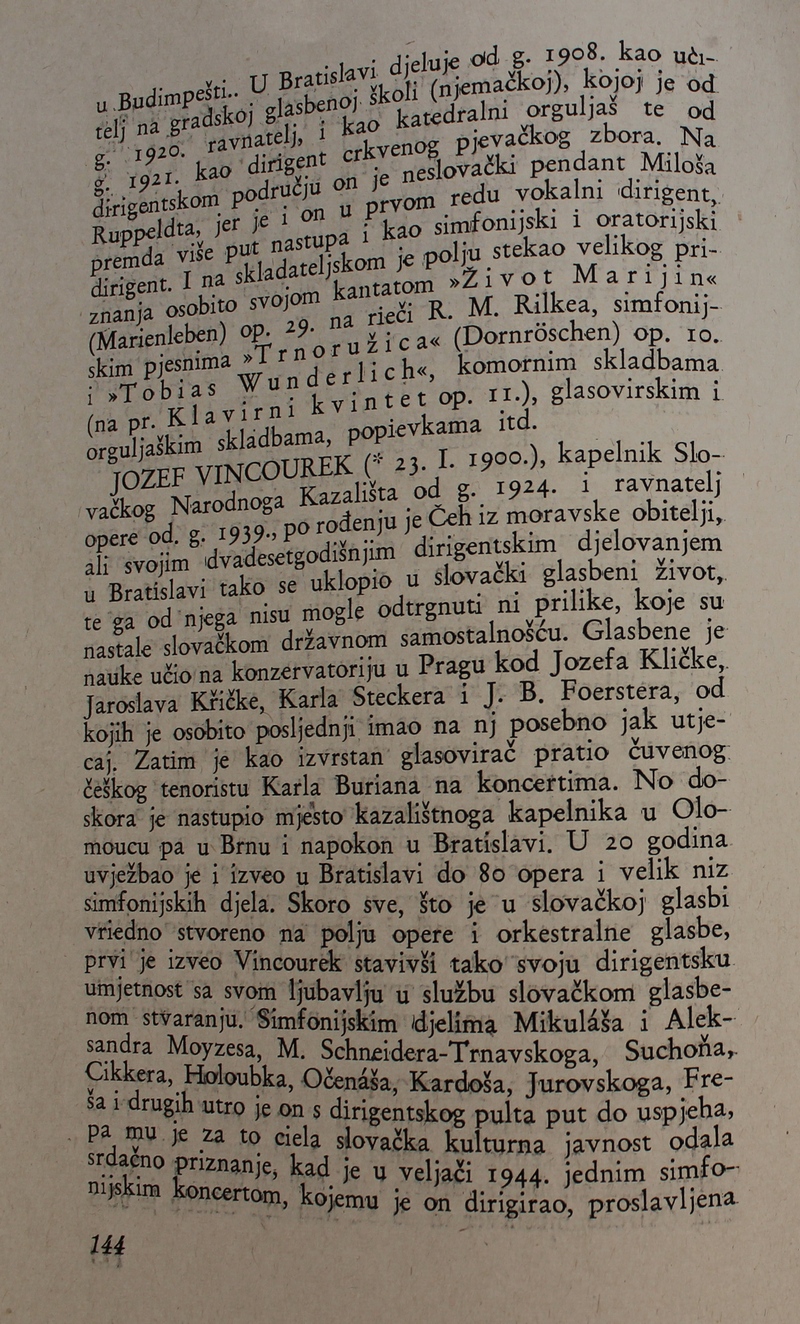 u Budimpešti.. U Bratislavi djeluje od g. 1908. kao uči-
telj na gradskoj glasbenoj školi (njemačkoj), kojoj je od
g. 1920. ravnatelj, i kao katedralni orguljaš te od
g. 1921. kao dirigent crkvenog pjevačkog zbora. Na
dirigentskom području on je neslovački pendant Miloša
Ruppeldta, jer je i on u prvom redu vokalni dirigent,
premda više put nastupa i kao simfonijski i oratorijski
dirigent. I na skladateljskom je polju stekao velikog pri-
znanja osobito svojom kantatom »Život Marijin«
(Marienleben) op. 29. na rieči R. M. Rilkea, simfonij-
skim pjesnima »Trnoružica« (Dornröschen) op. 10.
i »Tobias Wunderlich«, komornim skladbama
(na pr. Klavirni kvintet op. 11.), glasovirskim i
orguljaškim skladbama, popievkama itd.
JOZEF VINCOUREK (* 23. I. 1900.), kapelnik Slo-
vačkog Narodnoga Kazališta od g. 1924. i ravnatelj
opere od. g. 1939., po rođenju je Čeh iz moravske obitelji,
ali svojim dvadesetgodišnjim dirigentskim djelovanjem
u Bratislavi tako se uklopio u slovački glasbeni život,
te ga od njega nisu mogle odtrgnuti ni prilike, koje su
nastale slovačkom državnom samostalnošću. Glasbene je
nauke učio na konzervatoriju u Pragu kod Jozefa Kličke,
Jaroslava Křičke, Karla Steckera i J. B. Foerstera, od
kojih je osobito posljednji imao na nj posebno jak utje-
caj. Zatim je kao izvrstan glasovirač pratio čuvenog
češkog tenoristu Karla Buriana na koncertima. No do-
skora je nastupio mjesto kazalištnoga kapelnika u Olo-
moucu pa u Brnu i napokon u Bratislavi. U 20 godina
uvježbao je i izveo u Bratislavi do 80 opera i velik niz
simfonijskih djela. Skoro sve, što je u slovačkoj glasbi
vriedno stvoreno na polju opere i orkestralne glasbe,
prvi je izveo Vincourek stavivši tako svoju dirigentsku
umjetnost sa svom ljubavlju u službu slovačkom glasbe-
nom stvaranju. Simfonijskim djelima Mikuláša i Alek-
sandra Moyzesa, M. Schneidera-Trnavskoga, Suchoňa,
Cikkera, Holoubka, Očenáša, Kardoša, Jurovskoga, Fre-
ša i drugih utro je on s dirigentskog pulta put do uspjeha,
pa mu je za to ciela slovačka kulturna javnost odala
srdačno priznanje, kad je u veljači 1944. jednim simfo-
nijskim koncertom, kojemu je on dirigirao, proslavljena
144